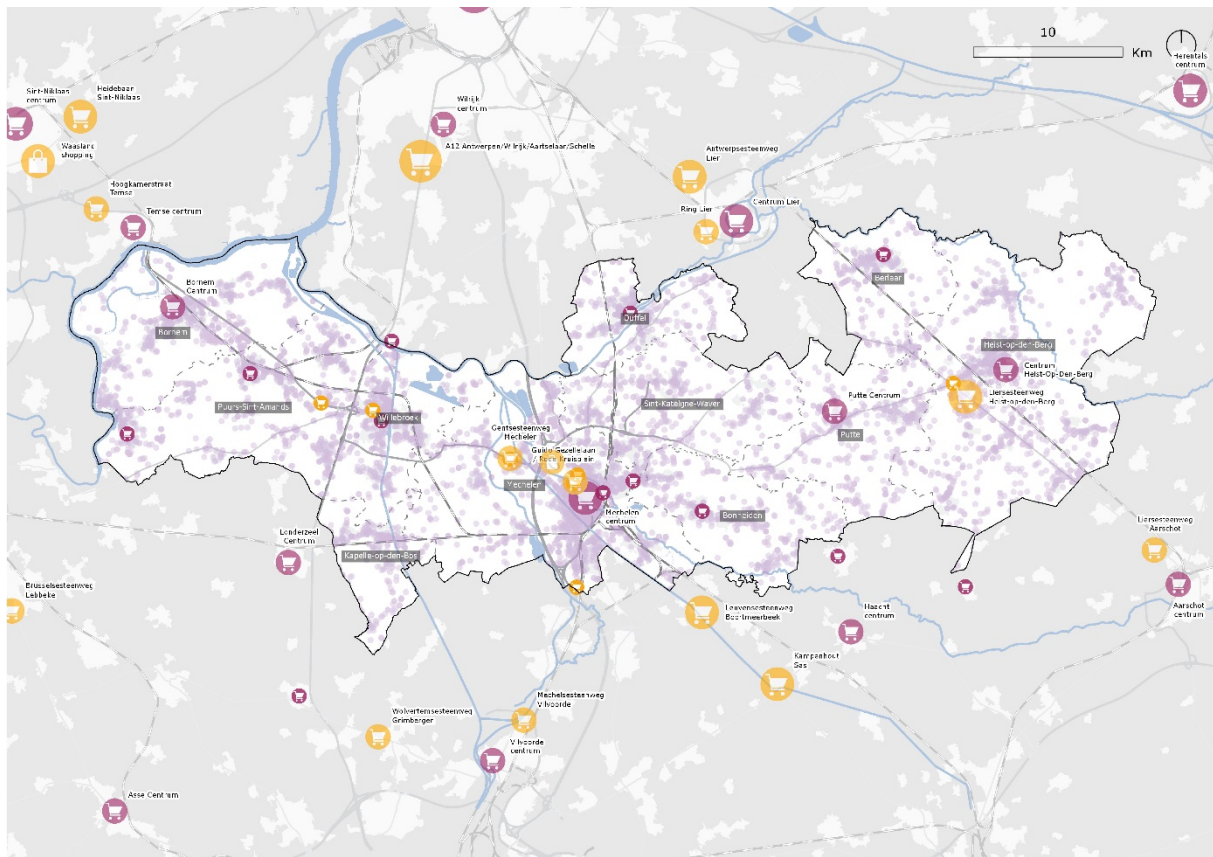 10
Km
Herentals
centrum
Sint-Niklaas
centrum
Heidebaan
Sint-Niklaas
Waasland
shopping
Wilrijk
centrum
A12 Antwerpen/Wilrijk/Aartselaar/Schelle
Antwerpsesteenweg
Lier
Hoogkamerstraat
Temse
Temse centrum
Ring Lier
Centrum Lier
Berlaar
Bornem
Centrum
Bornem
Duffel
Heist-op-den-Berg
Centrum
Heist-Op-Den-Berg
Liersesteenweg
Heist-op-den-Berg
Puurs-Sint-Amands
Willebroek
Sint-Katelijne-Waver
Putte Centrum
Putte
Gentsesteenweg
Mechelen
Guido Gezellelaan
/ Rode Kruisplein
Mechelen
Mechelen
centrum
Bonheiden
Londerzeel
Centrum
Kapelle-op-den-Bos
Liersesteenweg
Aarschot
Aarschot
centrum
Brusselsesteenweg
Lebbeke
Leuvensesteenweg
Boortmeerbeek
Haacht
centrum
Kampenhout
Sas
Mechelsesteenweg
Vilvoorde
Wolvertemsesteenweg
Grimbergen
Vilvoorde
centrum
Asse Centrum